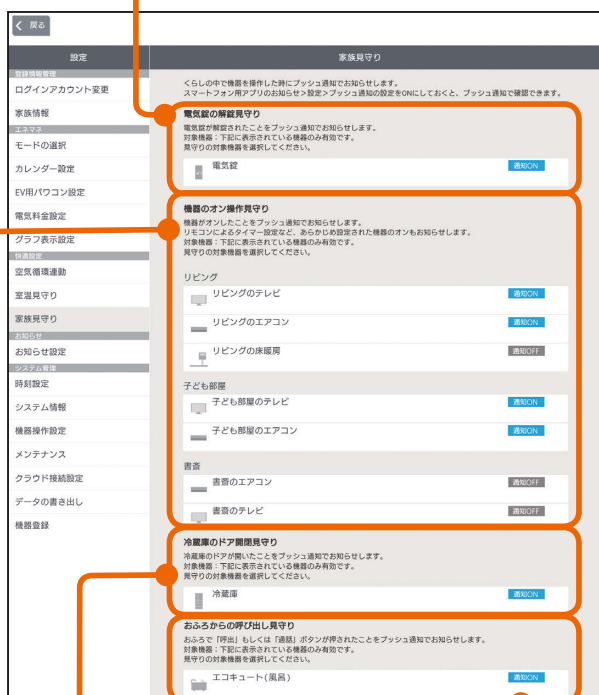 戻る
設定
家族見守り
登録情報管理
ログインアカウント変更
家族情報
エネマネ
モードの選択
カレンダー設定
EV用パワコン設定
電気料金設定
グラフ表示設定
快適設定
空気循環連動
室温見守り
家族見守り
お知らせ
お知らせ設定
システム管理
時刻設定
システム情報
機器操作設定
メンテナンス
クラウド接続設定
データの書き出し
機器登録
くらしの中で機器を操作した時にプッシュ通知でお知らせします。
スマートフォン用アプリのお知らせ>設定>プッシュ通知の設定をONにしておくと、プッシュ通知で確認できます。
電気錠の解錠見守り
電気錠が解錠されたことをプッシュ通知でお知らせします。
対象機器：下記に表示されている機器のみ有効です。
見守りの対象機器を選択してください。
電気錠 通知ON
機器のオン操作見守り
機器がオンしたことをプッシュ通知でお知らせします。
リモコンによるタイマー設定など、あらかじめ設定された機器のオンもお知らせします。
対象機器：下記に表示されている機器のみ有効です。
見守りの対象機器を選択してください。
リビング
リビングのテレビ 通知ON
リビングのエアコン 通知ON
リビングの床暖房 通知OFF
子ども部屋
子ども部屋のテレビ 通知ON
子ども部屋のエアコン 通知ON
書斎
書斎のエアコン 通知OFF
書斎のテレビ 通知OFF
冷蔵庫のドア開閉見守り
冷蔵庫のドアが開いたことをプッシュ通知でお知らせします。
対象機器：下記に表示されている機器のみ有効です。
見守りの対象機器を選択してください。
冷蔵庫 通知ON
おふろからの呼び出し見守り
おふろで「呼出」もしくは「通話」ボタンが押されたことをプッシュ通知でお知らせします。
対象機器：下記に表示されている機器のみ有効です。
見守りの対象機器を選択してください。
エコキュート(風呂) 通知ON